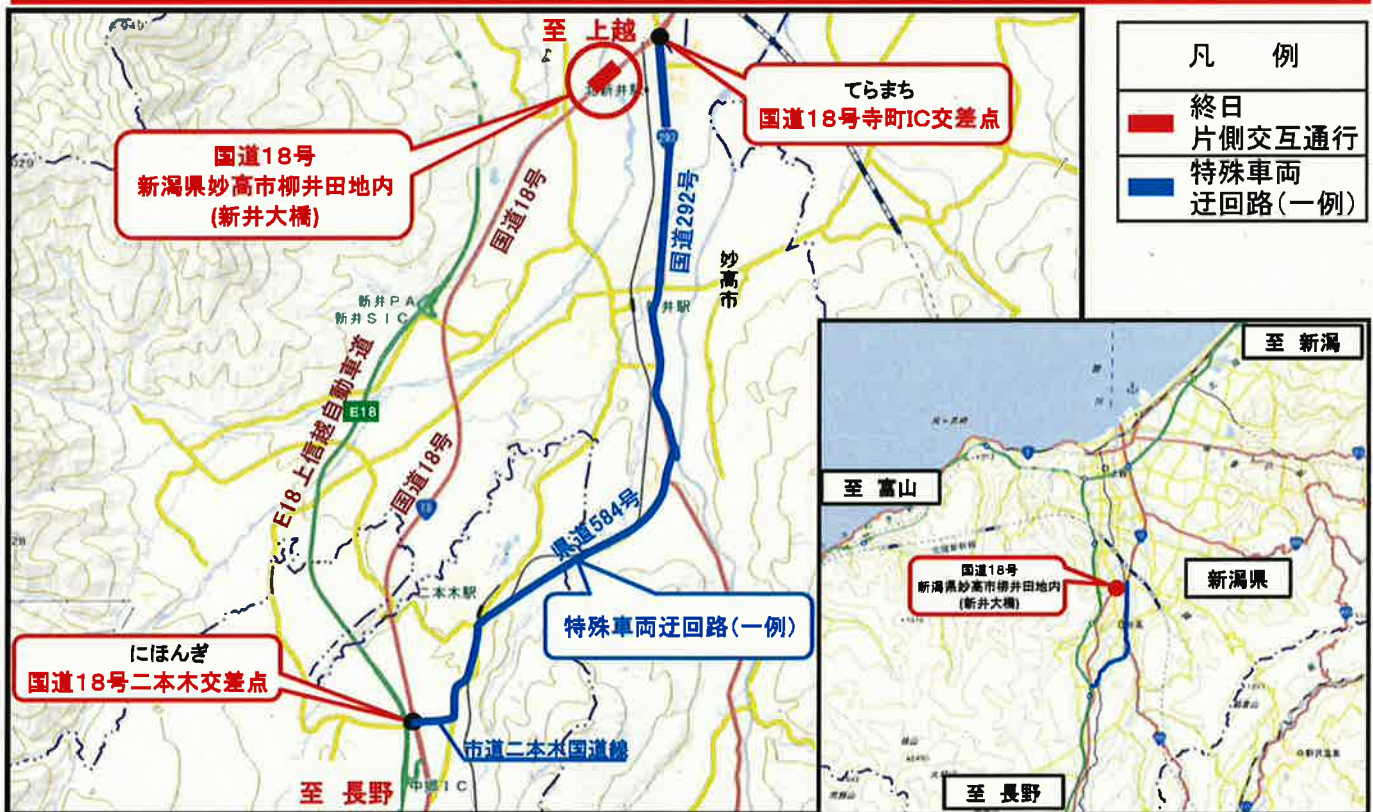 至 上越
てらまち
国道18号寺町IC交差点
凡 例
終日
片側交互通行
特殊車両
迂回路(一例)
国道18号
新潟県妙高市柳井田地内
(新井大橋)
北新井駅
292
国道292号
国道18号
妙高市
新井PA
新井SIC
新井駅
E18 上信越自動車道
E18
国道18号
18
県道584号
二本木駅
特殊車両迂回路(一例)
にほんぎ
国道18号二本木交差点
市道二本木国道線
至 長野
中郷IC
至 新潟
至 富山
国道18号
新潟県妙高市柳井田地内
(新井大橋)
新潟県
至 長野